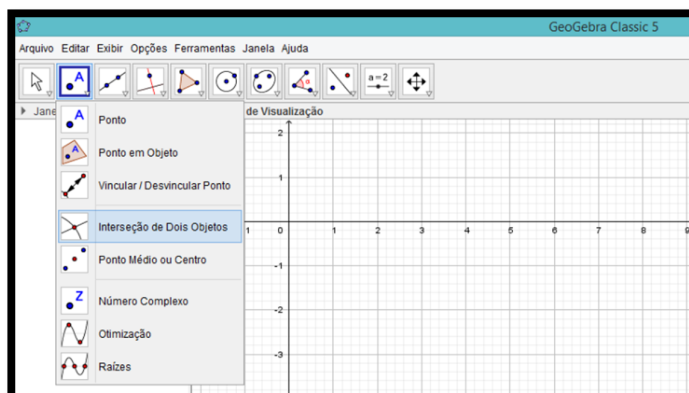 GeoGebra Classic 5
Arquivo Editar Exibir Opções Ferramentas Janela Ajuda
A
α
a=2
Jane
de Visualização
A Ponto
A Ponto em Objeto
Vincular / Desvincular Ponto
Interseção de Dois Objetos
Ponto Médio ou Centro
Z Número Complexo
Otimização
Raízes
2
1
1 0 1 2 3 4 5 6 7 8 9
-1
-2
-3